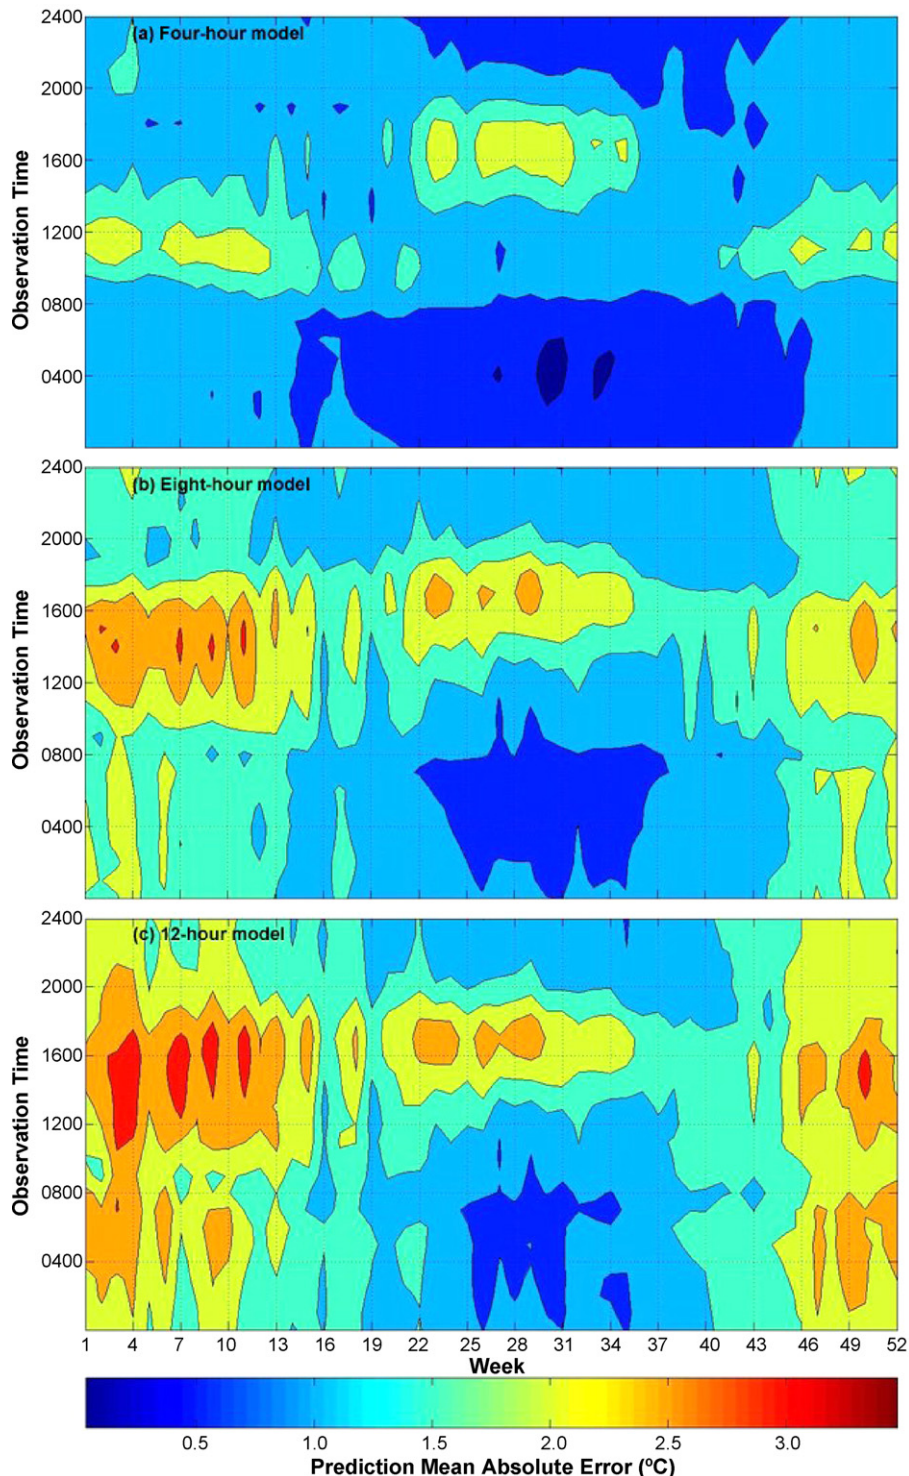 2400
(a) Four-hour model
2000
1600
1200
0800
0400
Observation Time
2400
(b) Eight-hour model
2000
1600
1200
0800
0400
Observation Time
2400
(c) 12-hour model
2000
1600
1200
0800
0400
Observation Time
1 4 7 10 13 16 19 22 25 28 31 34 37 40 43 46 49 52
Week
0.5 1.0 1.5 2.0 2.5 3.0
Prediction Mean Absolute Error (ºC)